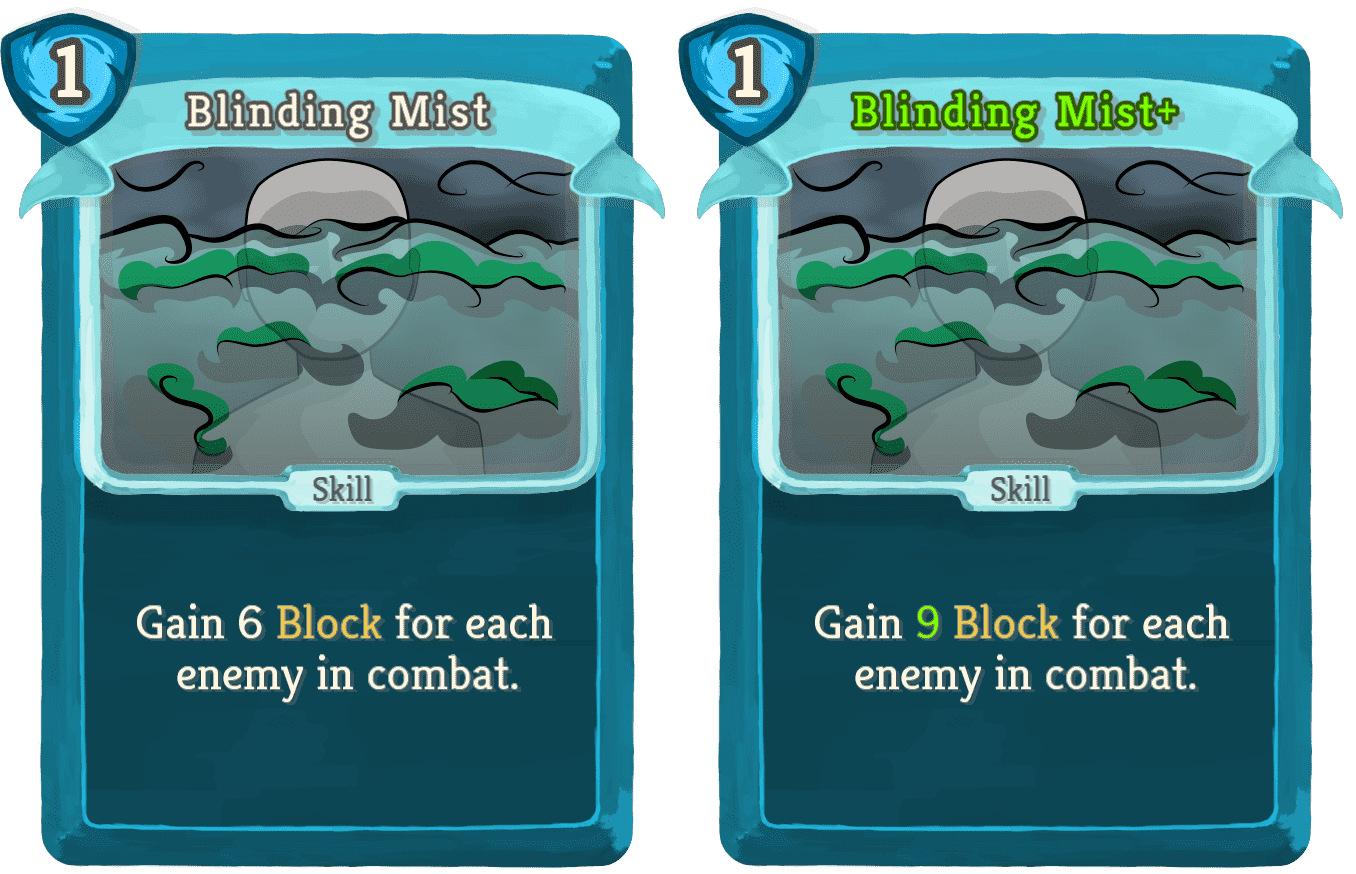 1
Blinding Mist
Skill
Gain 6 Block for each
enemy in combat.
1
Blinding Mist+
Skill
Gain 9 Block for each
enemy in combat.